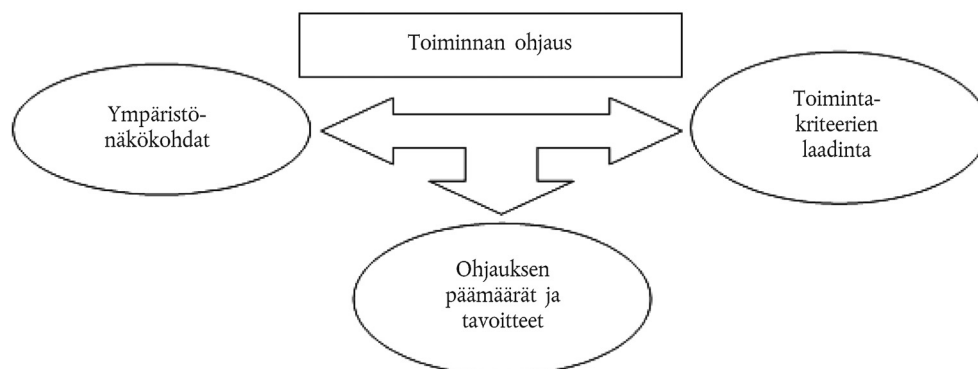 Toiminnan ohjaus
Ympäristö-
näkökohdat
Toiminta-
kriteerien
laadinta
Ohjauksen
päämäärät ja
tavoitteet